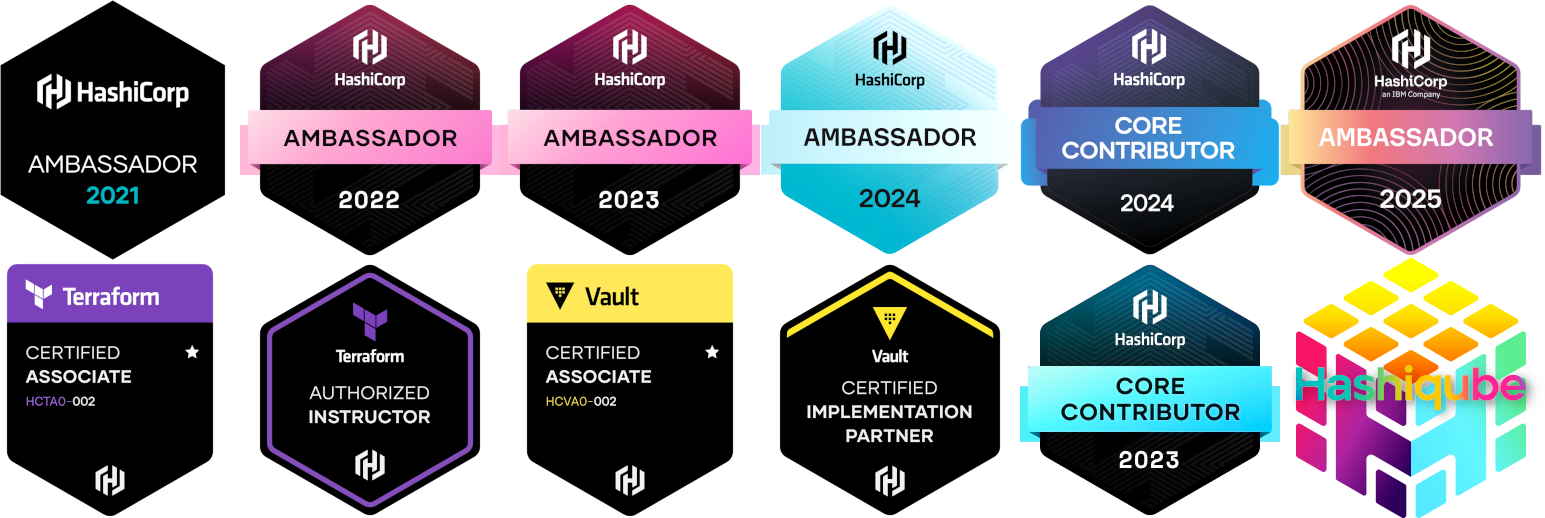 HashiCorp
AMBASSADOR
2021
HashiCorp
AMBASSADOR
2022
HashiCorp
AMBASSADOR
2023
HashiCorp
AMBASSADOR
2024
HashiCorp
CORE
CONTRIBUTOR
2024
HashiCorp
an IBM Company
AMBASSADOR
2025
Terraform
CERTIFIED
ASSOCIATE
HCTA0-002
Terraform
AUTHORIZED
INSTRUCTOR
Vault
CERTIFIED
ASSOCIATE
HCVA0-002
Vault
CERTIFIED
IMPLEMENTATION
PARTNER
HashiCorp
CORE
CONTRIBUTOR
2023
Hashiqube